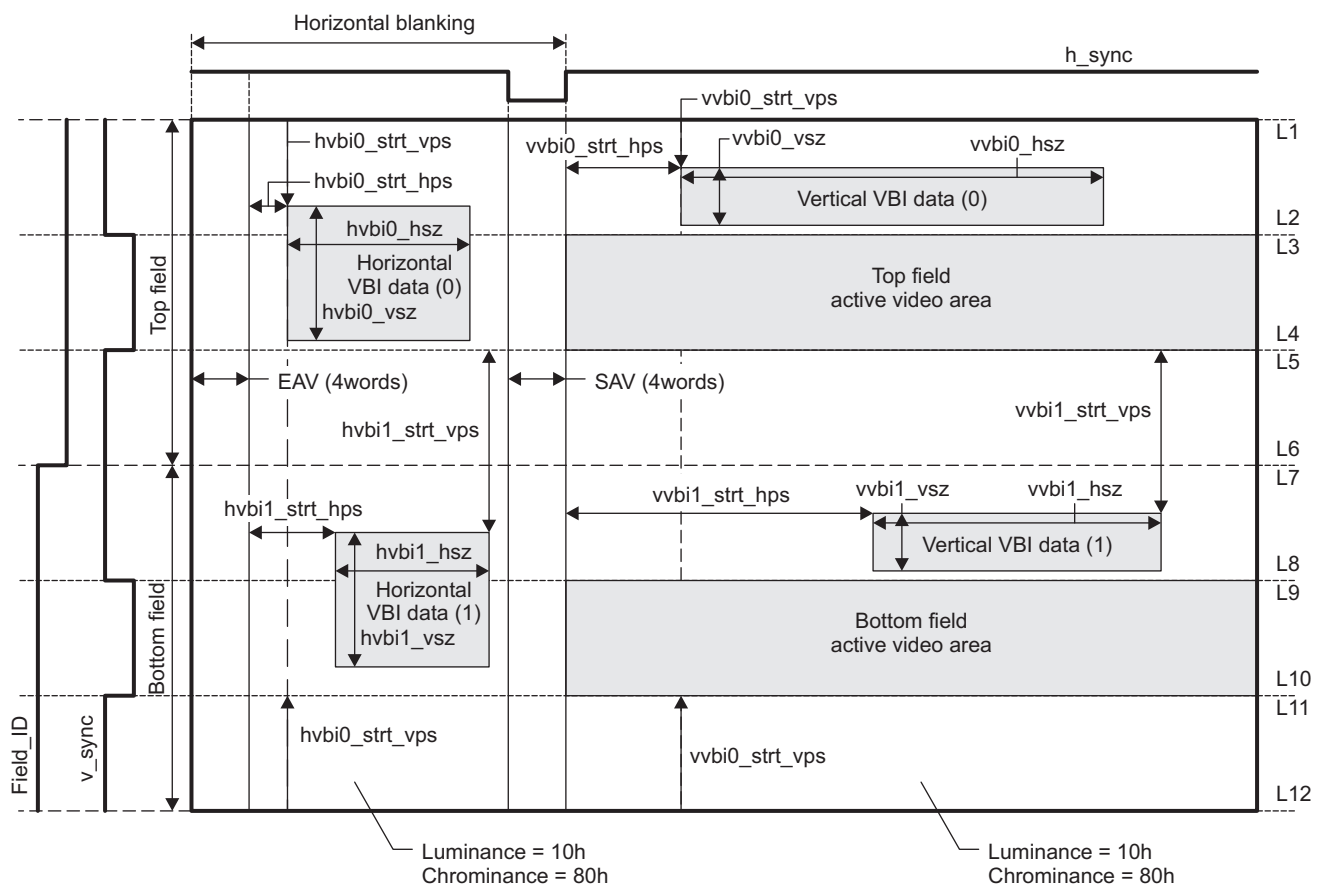 Horizontal blanking
h_sync
vvbi0_strt_vps
L1
hvbi0_strt_vps
vvbi0_strt_hps
vvbi0_vsz
vvbi0_hsz
hvbi0_strt_hps
Vertical VBI data (0)
L2
hvbi0_hsz
L3
Horizontal
VBI data (0)
hvbi0_vsz
Top field
active video area
Top field
L4
L5
EAV (4words)
SAV (4words)
hvbi1_strt_vps
vvbi1_strt_vps
L6
L7
hvbi1_strt_hps
vvbi1_strt_hps
vvbi1_vsz
vvbi1_hsz
hvbi1_hsz
Vertical VBI data (1)
L8
Horizontal
VBI data (1)
hvbi1_vsz
L9
Bottom field
active video area
Bottom field
L10
L11
Field_ID
v_sync
hvbi0_strt_vps
vvbi0_strt_vps
L12
Luminance = 10h
Chrominance = 80h
Luminance = 10h
Chrominance = 80h